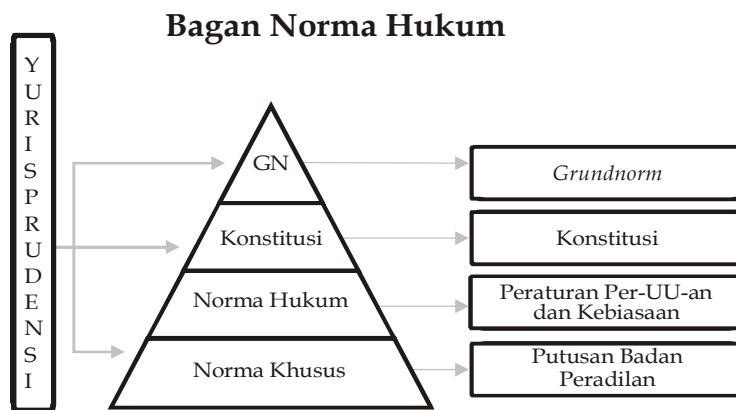 Bagan Norma Hukum
YURISPRUDENSI
GN
Grundnorm
Konstitusi
Konstitusi
Norma Hukum
Peraturan Per-UU-an
dan Kebiasaan
Norma Khusus
Putusan Badan
Peradilan